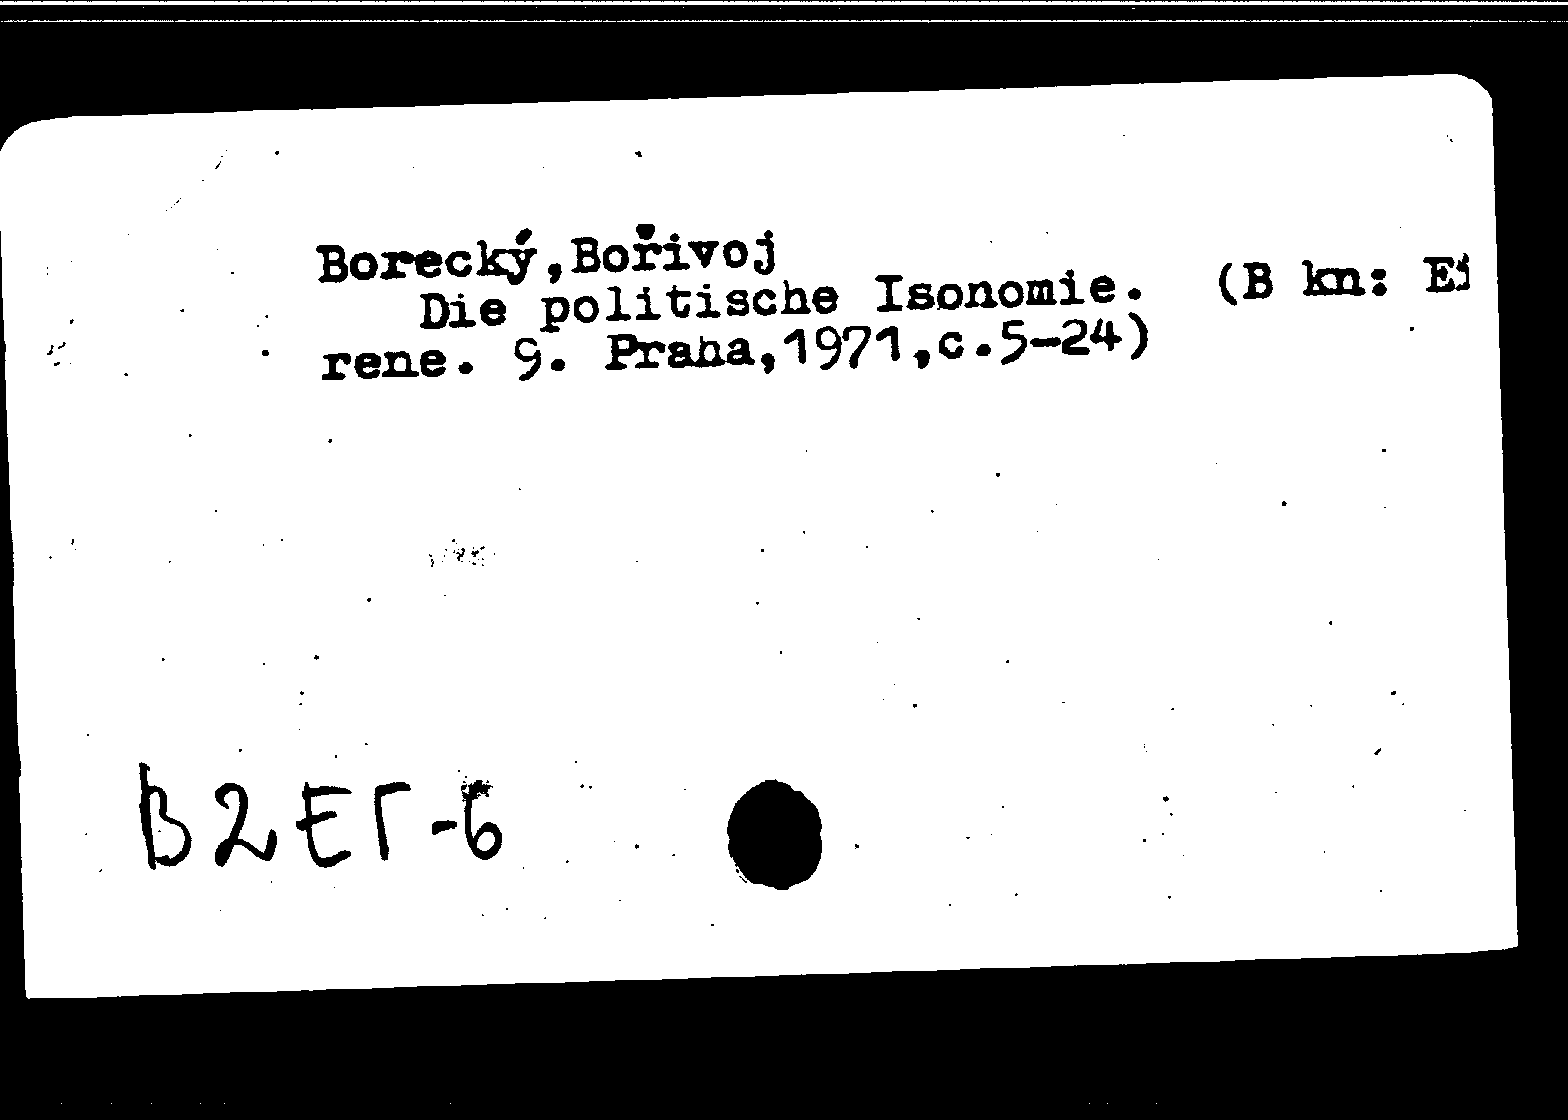 Borecký,Bořivoj
Die politische Isonomie. (В кн: Ei
rene. 9. Praha,1971,с.5-24)
В2ЕГ-6